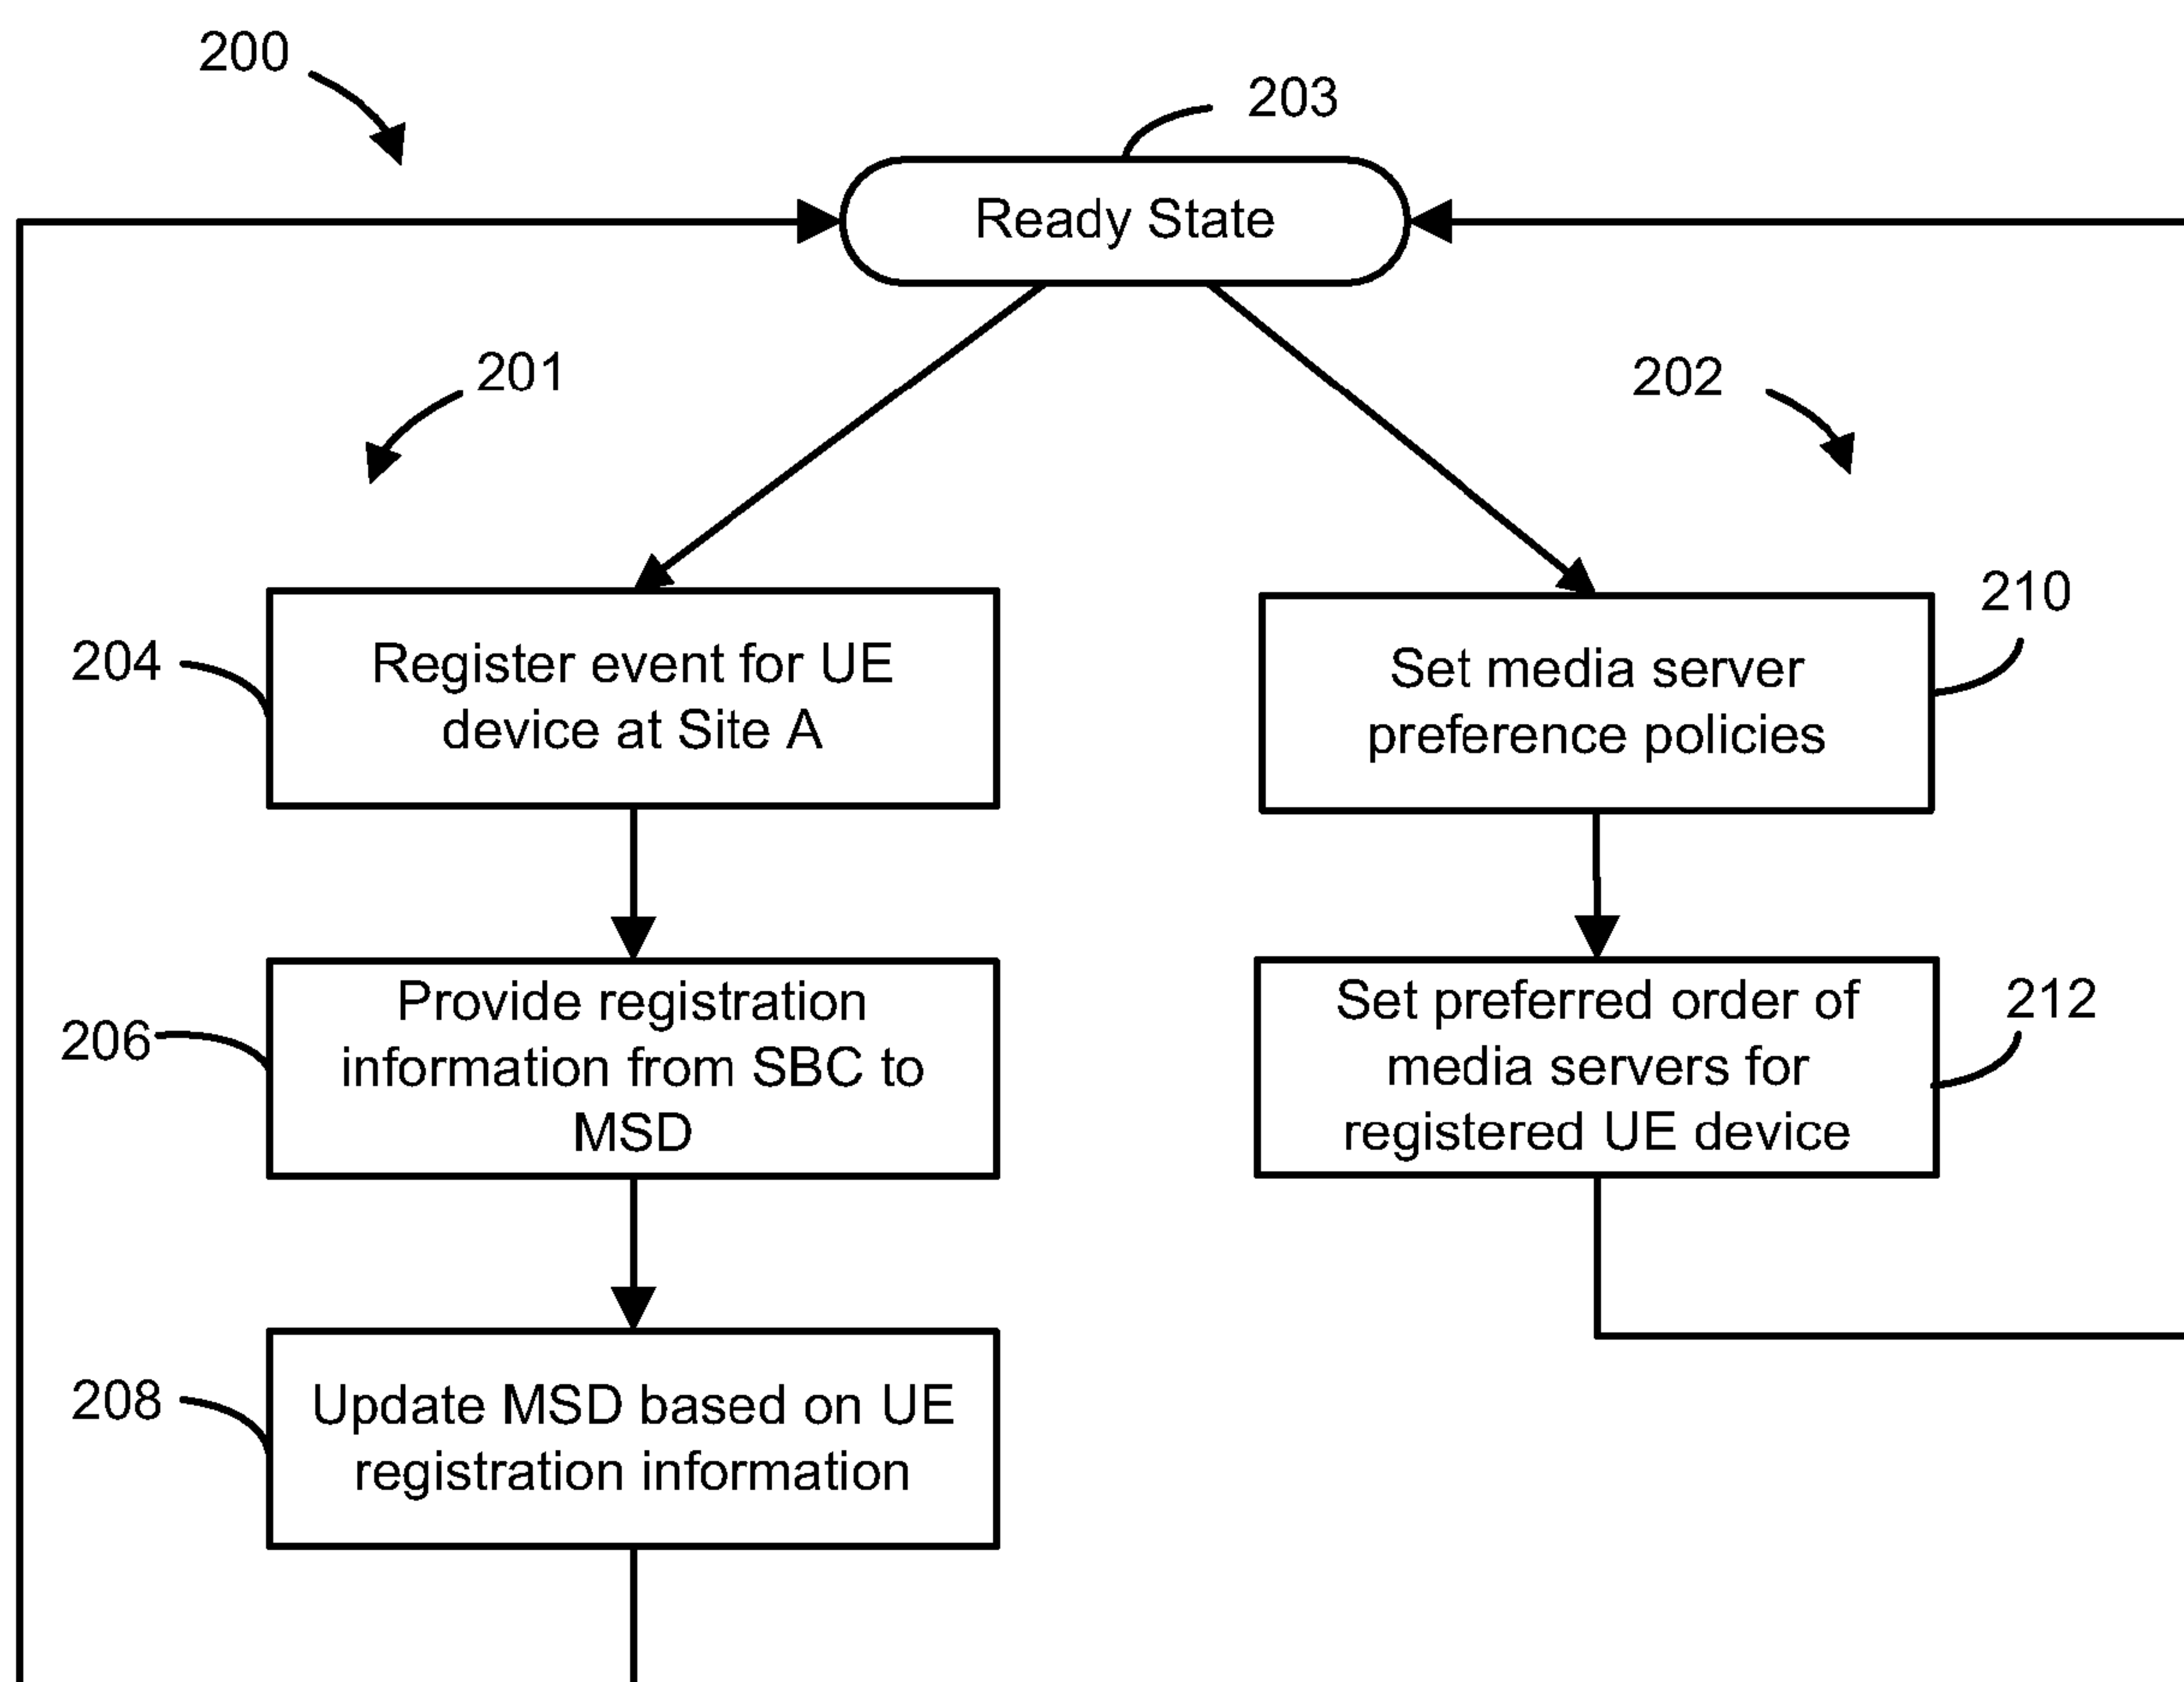 200
203
Ready State
201
202
204
Register event for UE
device at Site A
210
Set media server
preference policies
206
Provide registration
information from SBC to
MSD
212
Set preferred order of
media servers for
registered UE device
208
Update MSD based on UE
registration information